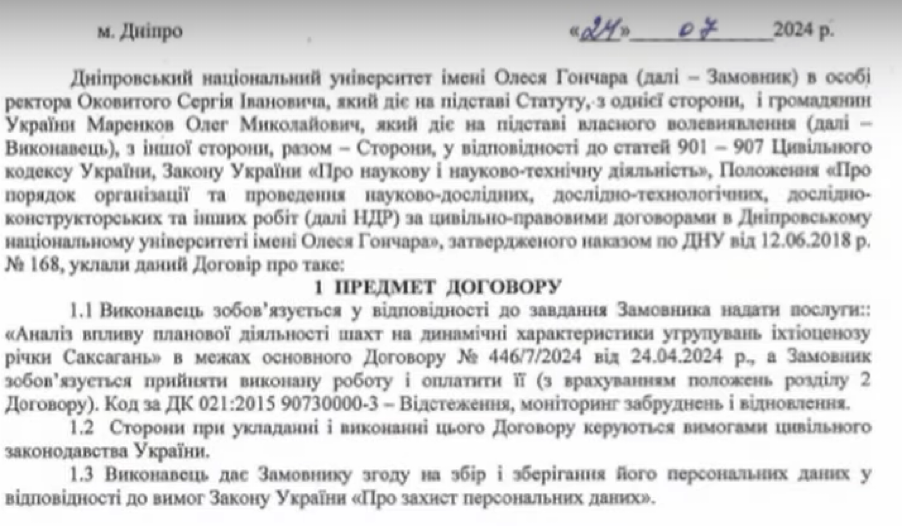 м. Дніпро «24» 07 2024 р.
Дніпровський національний університет імені Олеся Гончара (далі – Замовник) в особі
ректора Оковитого Сергія Івановича, який діє на підставі Статуту, з однієї сторони, і громадянин
України Маренков Олег Миколайович, який діє на підставі власного волевиявлення (далі –
Виконавець), з іншої сторони, разом – Сторони, у відповідності до статей 901 – 907 Цивільного
кодексу України, Закону України «Про наукову і науково-технічну діяльність», Положення «Про
порядок організації та проведення науково-дослідних, дослідно-технологічних, дослідно-
конструкторських та інших робіт (далі НДР) за цивільно-правовими договорами в Дніпровському
національному університеті імені Олеся Гончара», затвердженого наказом по ДНУ від 12.06.2018 р.
№ 168, уклали даний Договір про таке:
1 ПРЕДМЕТ ДОГОВОРУ
1.1 Виконавець зобов’язується у відповідності до завдання Замовника надати послуги::
«Аналіз впливу планової діяльності шахт на динамічні характеристики угрупувань іхтіоценозу
річки Саксагань» в межах основного Договору № 446/7/2024 від 24.04.2024 р., а Замовник
зобов’язується прийняти виконану роботу і оплатити її (з врахуванням положень розділу 2
Договору). Код за ДК 021:2015 90730000-3 – Відстеження, моніторинг забруднень і відновлення.
1.2 Сторони при укладанні і виконанні цього Договору керуються вимогами цивільного
законодавства України.
1.3 Виконавець дає Замовнику згоду на збір і зберігання його персональних даних у
відповідності до вимог Закону України «Про захист персональних даних».